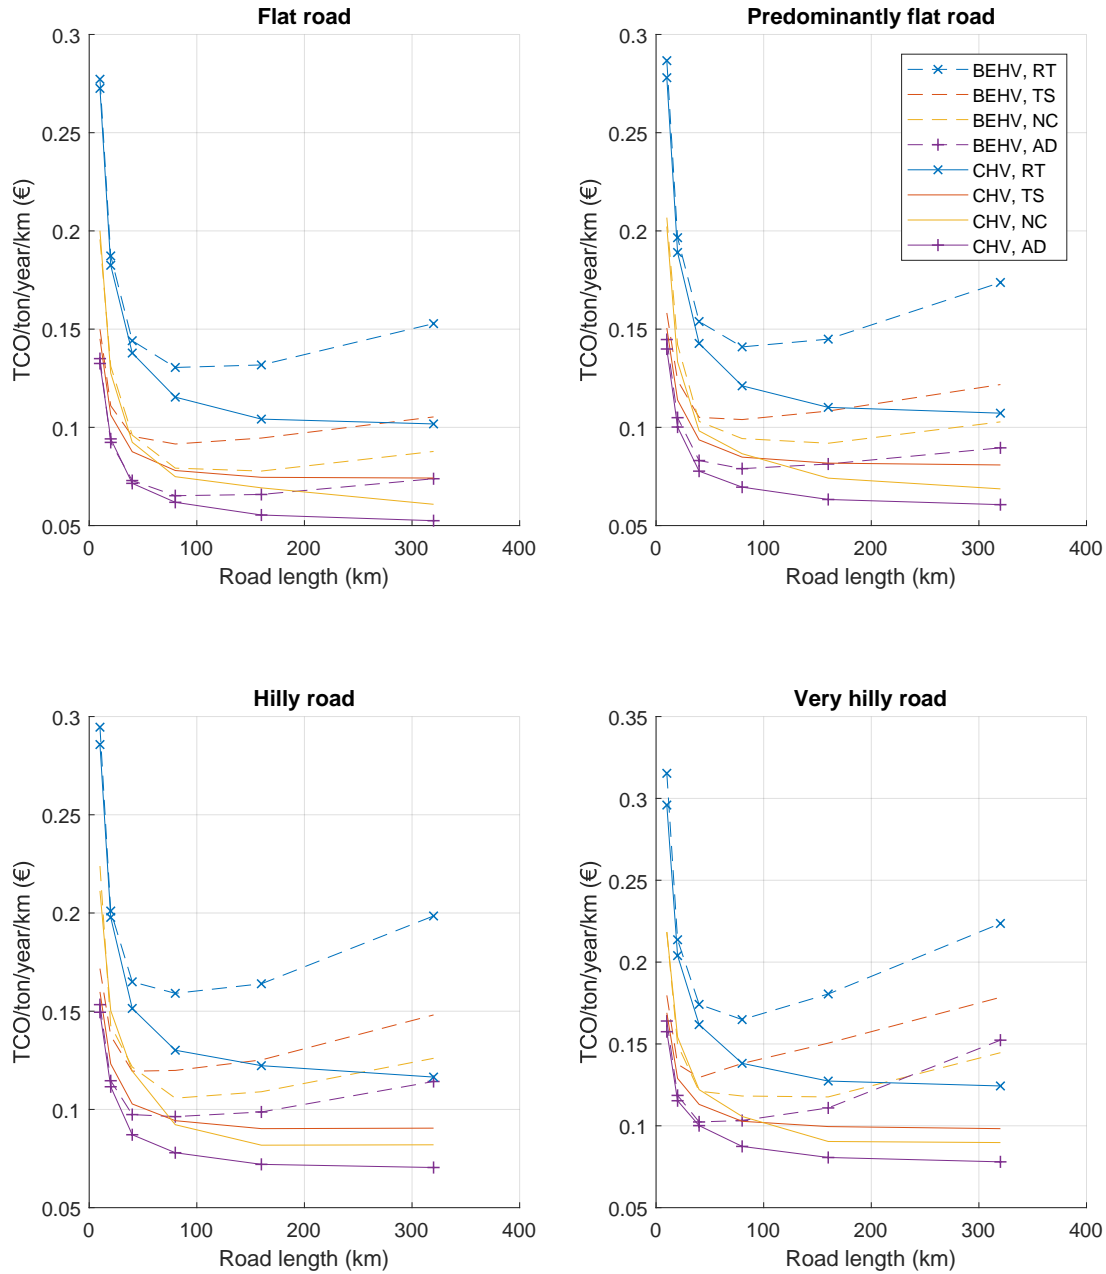 Flat road
0.3
0.25
0.2
0.15
0.1
0.05
TCO/ton/year/km (€)
0 100 200 300 400
Road length (km)
Predominantly flat road
0.3
0.25
0.2
0.15
0.1
0.05
TCO/ton/year/km (€)
0 100 200 300 400
Road length (km)
BEHV, RT
BEHV, TS
BEHV, NC
BEHV, AD
CHV, RT
CHV, TS
CHV, NC
CHV, AD
Hilly road
0.3
0.25
0.2
0.15
0.1
0.05
TCO/ton/year/km (€)
0 100 200 300 400
Road length (km)
Very hilly road
0.35
0.3
0.25
0.2
0.15
0.1
0.05
TCO/ton/year/km (€)
0 100 200 300 400
Road length (km)